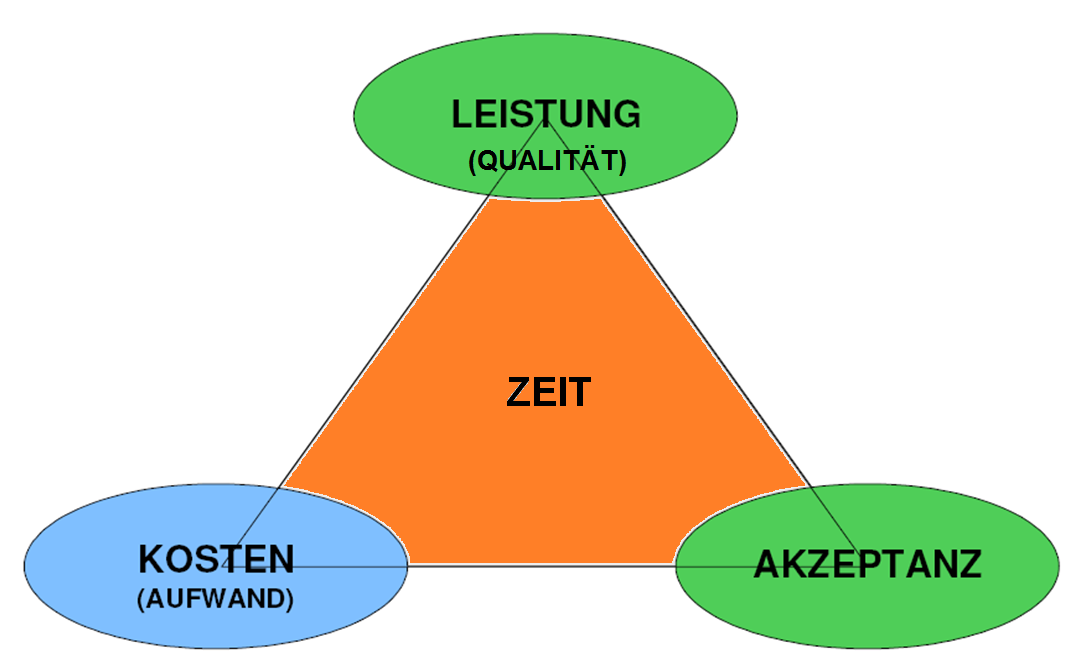 LEISTUNG
(QUALITÄT)
ZEIT
KOSTEN
(AUFWAND)
AKZEPTANZ